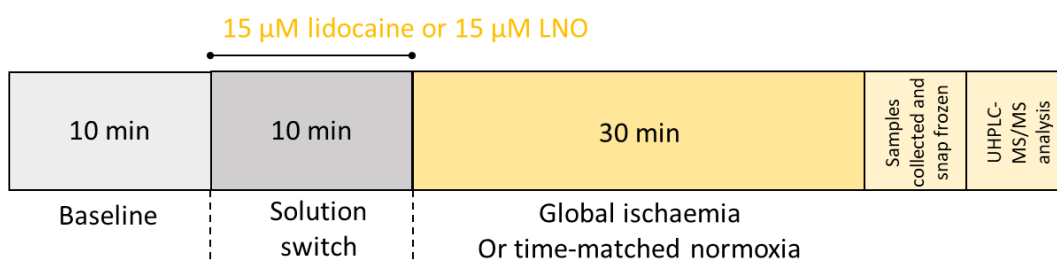 15 µM lidocaine or 15 µM LNO
10 min
10 min
30 min
Samples
collected and
snap frozen
UHPLC-
MS/MS
analysis
Baseline
Solution
switch
Global ischaemia
Or time-matched normoxia